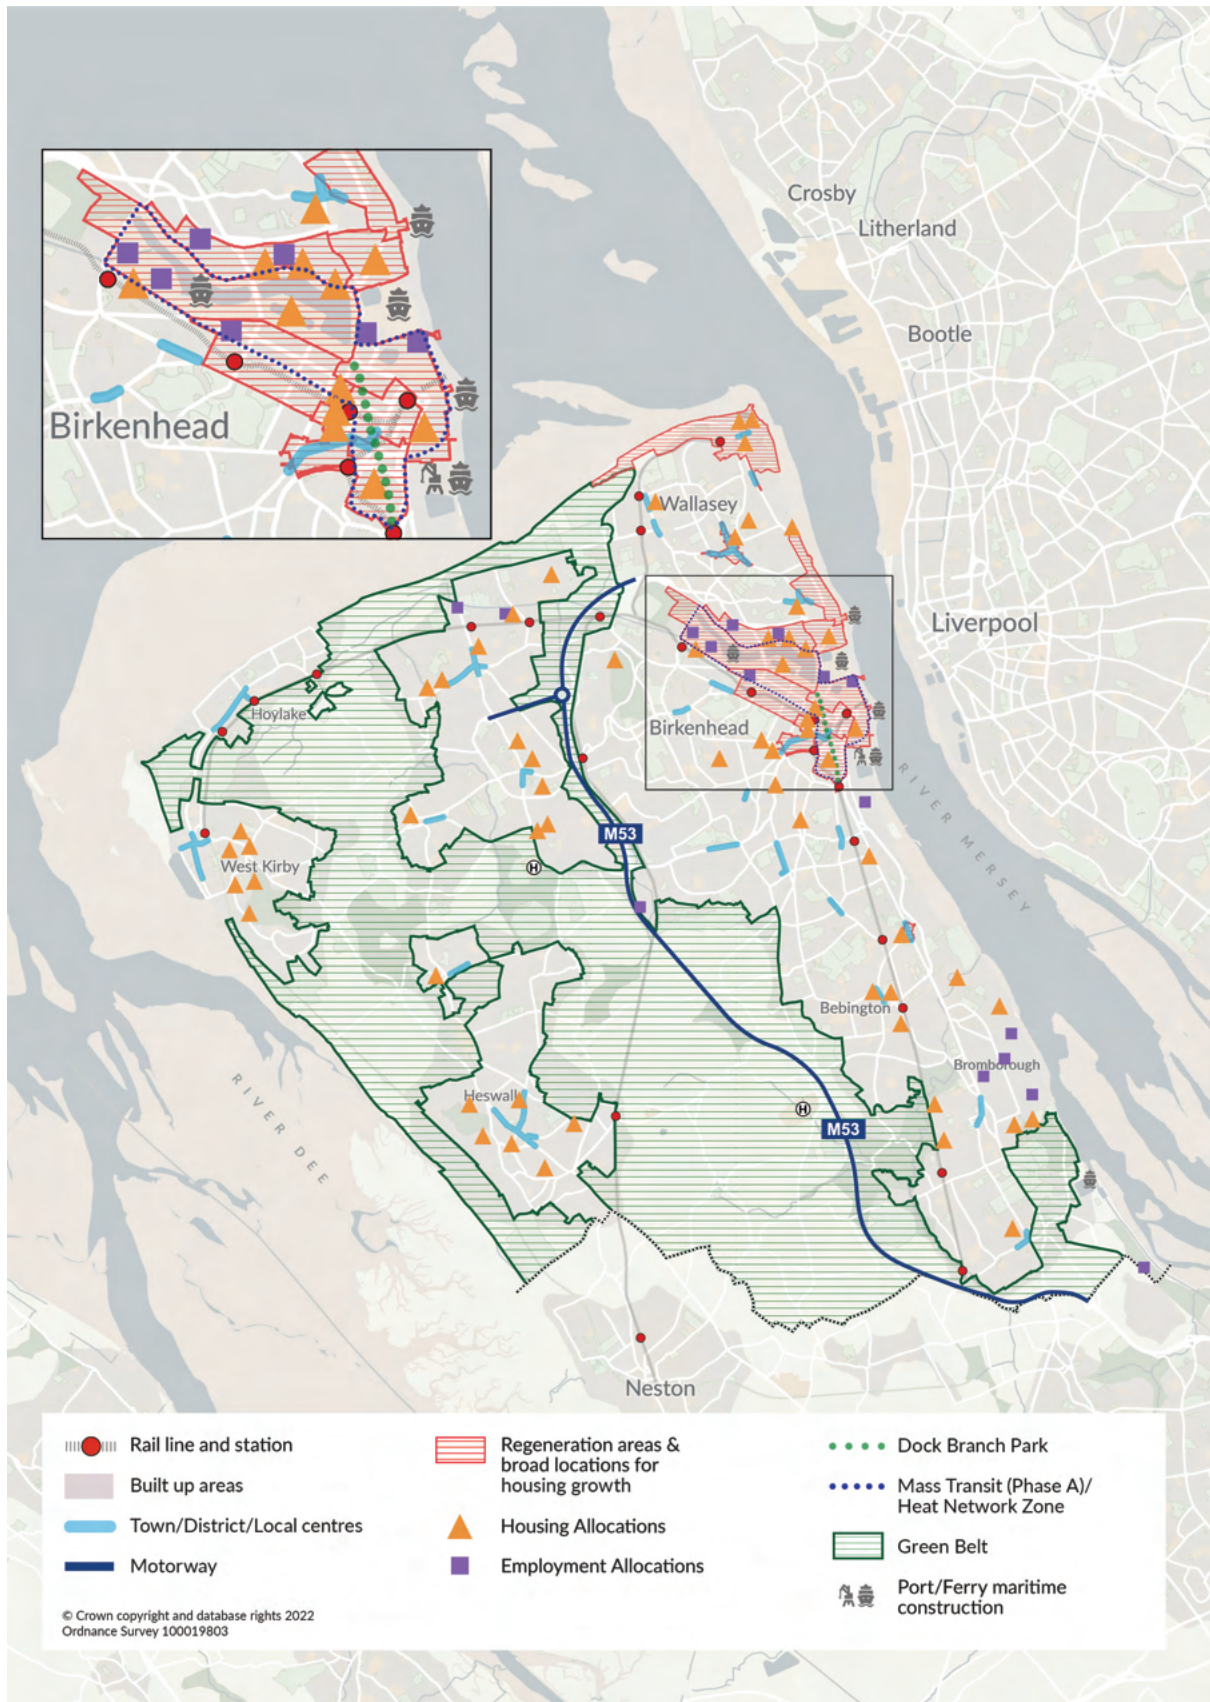 Crosby
Litherland
Bootle
Birkenhead
Wallasey
Liverpool
Hoylake
Birkenhead
RIVER MERSEY
M53
H
West Kirby
Bebington
Bromborough
RIVER DEE
Heswall
H
M53
Neston
Rail line and station
Built up areas
Town/District/Local centres
Motorway
Regeneration areas &
broad locations for
housing growth
Housing Allocations
Employment Allocations
Dock Branch Park
Mass Transit (Phase A)/
Heat Network Zone
Green Belt
Port/Ferry maritime
construction
© Crown copyright and database rights 2022
Ordnance Survey 100019803